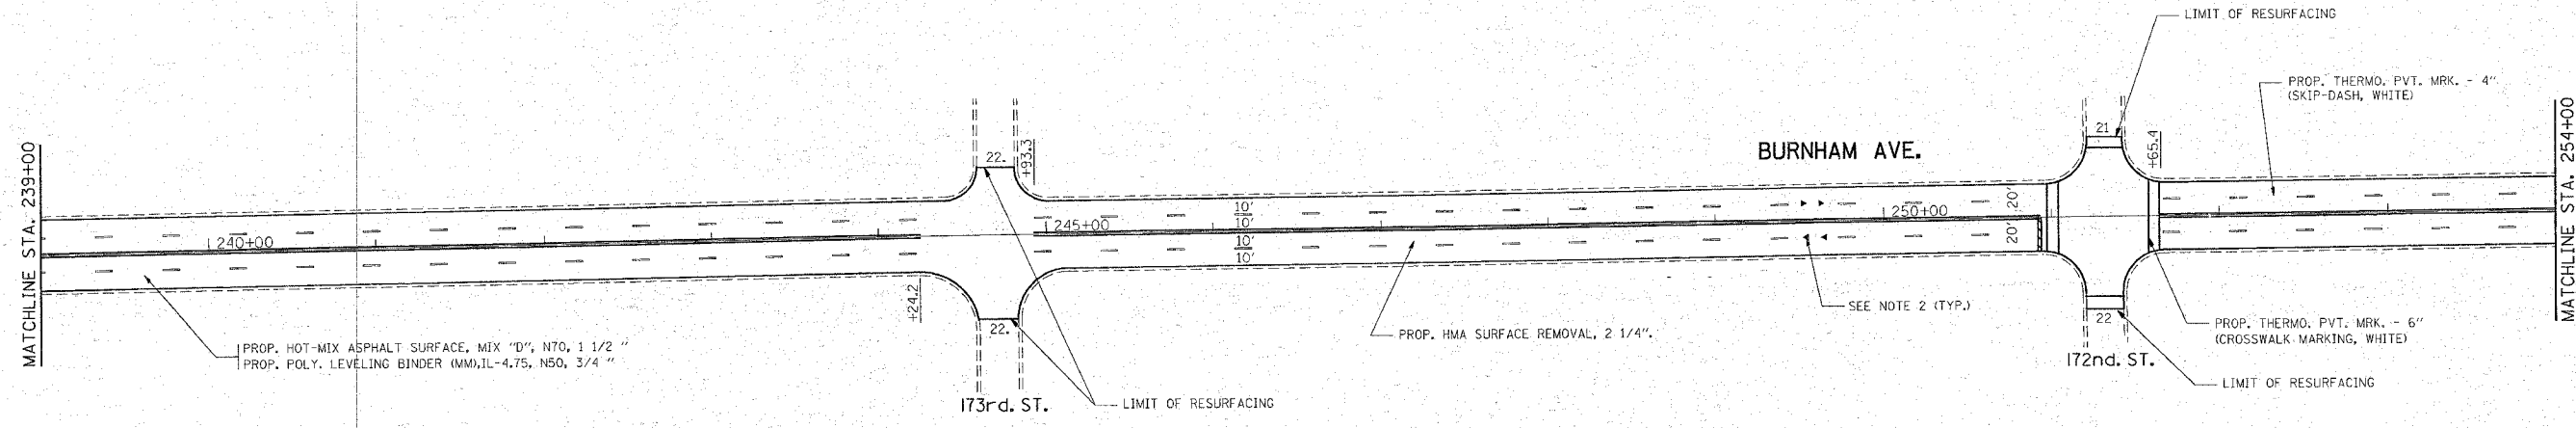 LIMIT OF RESURFACING
PROP. THERMO. PVT. MRK. - 4"
(SKIP-DASH, WHITE)
BURNHAM AVE.
MATCHLINE STA. 239+00
MATCHLINE STA. 254+00
22.
+93.3
21
+65.4
240+00
245+00
250+00
10'
10'
10'
10'
20'
20'
+24.2
22.
22
SEE NOTE 2 (TYP.)
PROP. HMA SURFACE REMOVAL, 2 1/4".
PROP. HOT-MIX ASPHALT SURFACE, MIX "D", N70, 1 1/2 "
PROP. POLY. LEVELING BINDER (MM),IL-4.75, N50, 3/4 "
PROP. THERMO. PVT. MRK. - 6"
(CROSSWALK MARKING, WHITE)
173rd. ST.
172nd. ST.
LIMIT OF RESURFACING
LIMIT OF RESURFACING